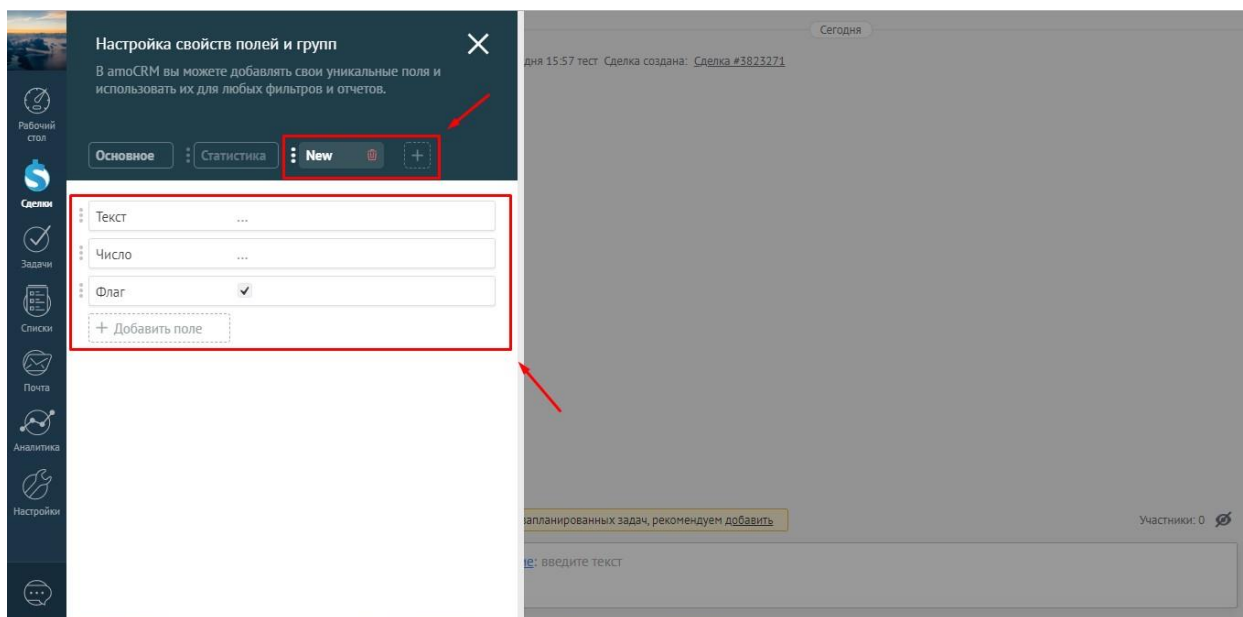 Сегодня
Настройка свойств полей и групп
дня 15:57 тест Сделка создана: Сделка #3823271
В amoCRM вы можете добавлять свои уникальные поля и
использовать их для любых фильтров и отчетов.
Рабочий
стол
Основное
Статистика
New
Сделки
Текст ...
Число ...
Задачи
Флаг
Списки
+ Добавить поле
Почта
Аналитика
Настройки
запланированных задач, рекомендуем добавить
Участники: 0
ие: введите текст